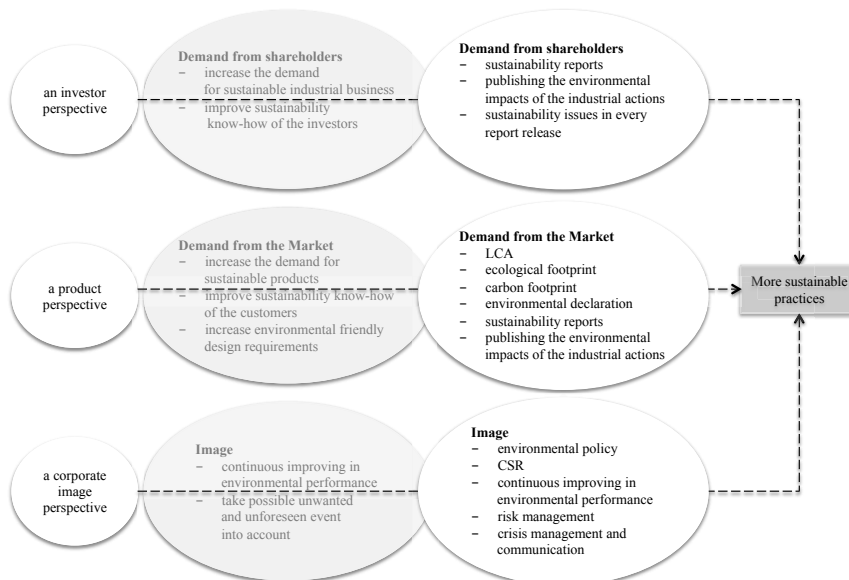 an investor
perspective
Demand from shareholders
– increase the demand
for sustainable industrial business
– improve sustainability
know-how of the investors
Demand from shareholders
– sustainability reports
– publishing the environmental
impacts of the industrial actions
– sustainability issues in every
report release
a product
perspective
Demand from the Market
– increase the demand for
sustainable products
– improve sustainability know-how
of the customers
– increase environmental friendly
design requirements
Demand from the Market
– LCA
– ecological footprint
– carbon footprint
– environmental declaration
– sustainability reports
– publishing the environmental
impacts of the industrial actions
More sustainable
practices
a corporate
image
perspective
Image
– continuous improving in
environmental performance
– take possible unwanted
and unforeseen event
into account
Image
– environmental policy
– CSR
– continuous improving in
environmental performance
– risk management
– crisis management and
communication